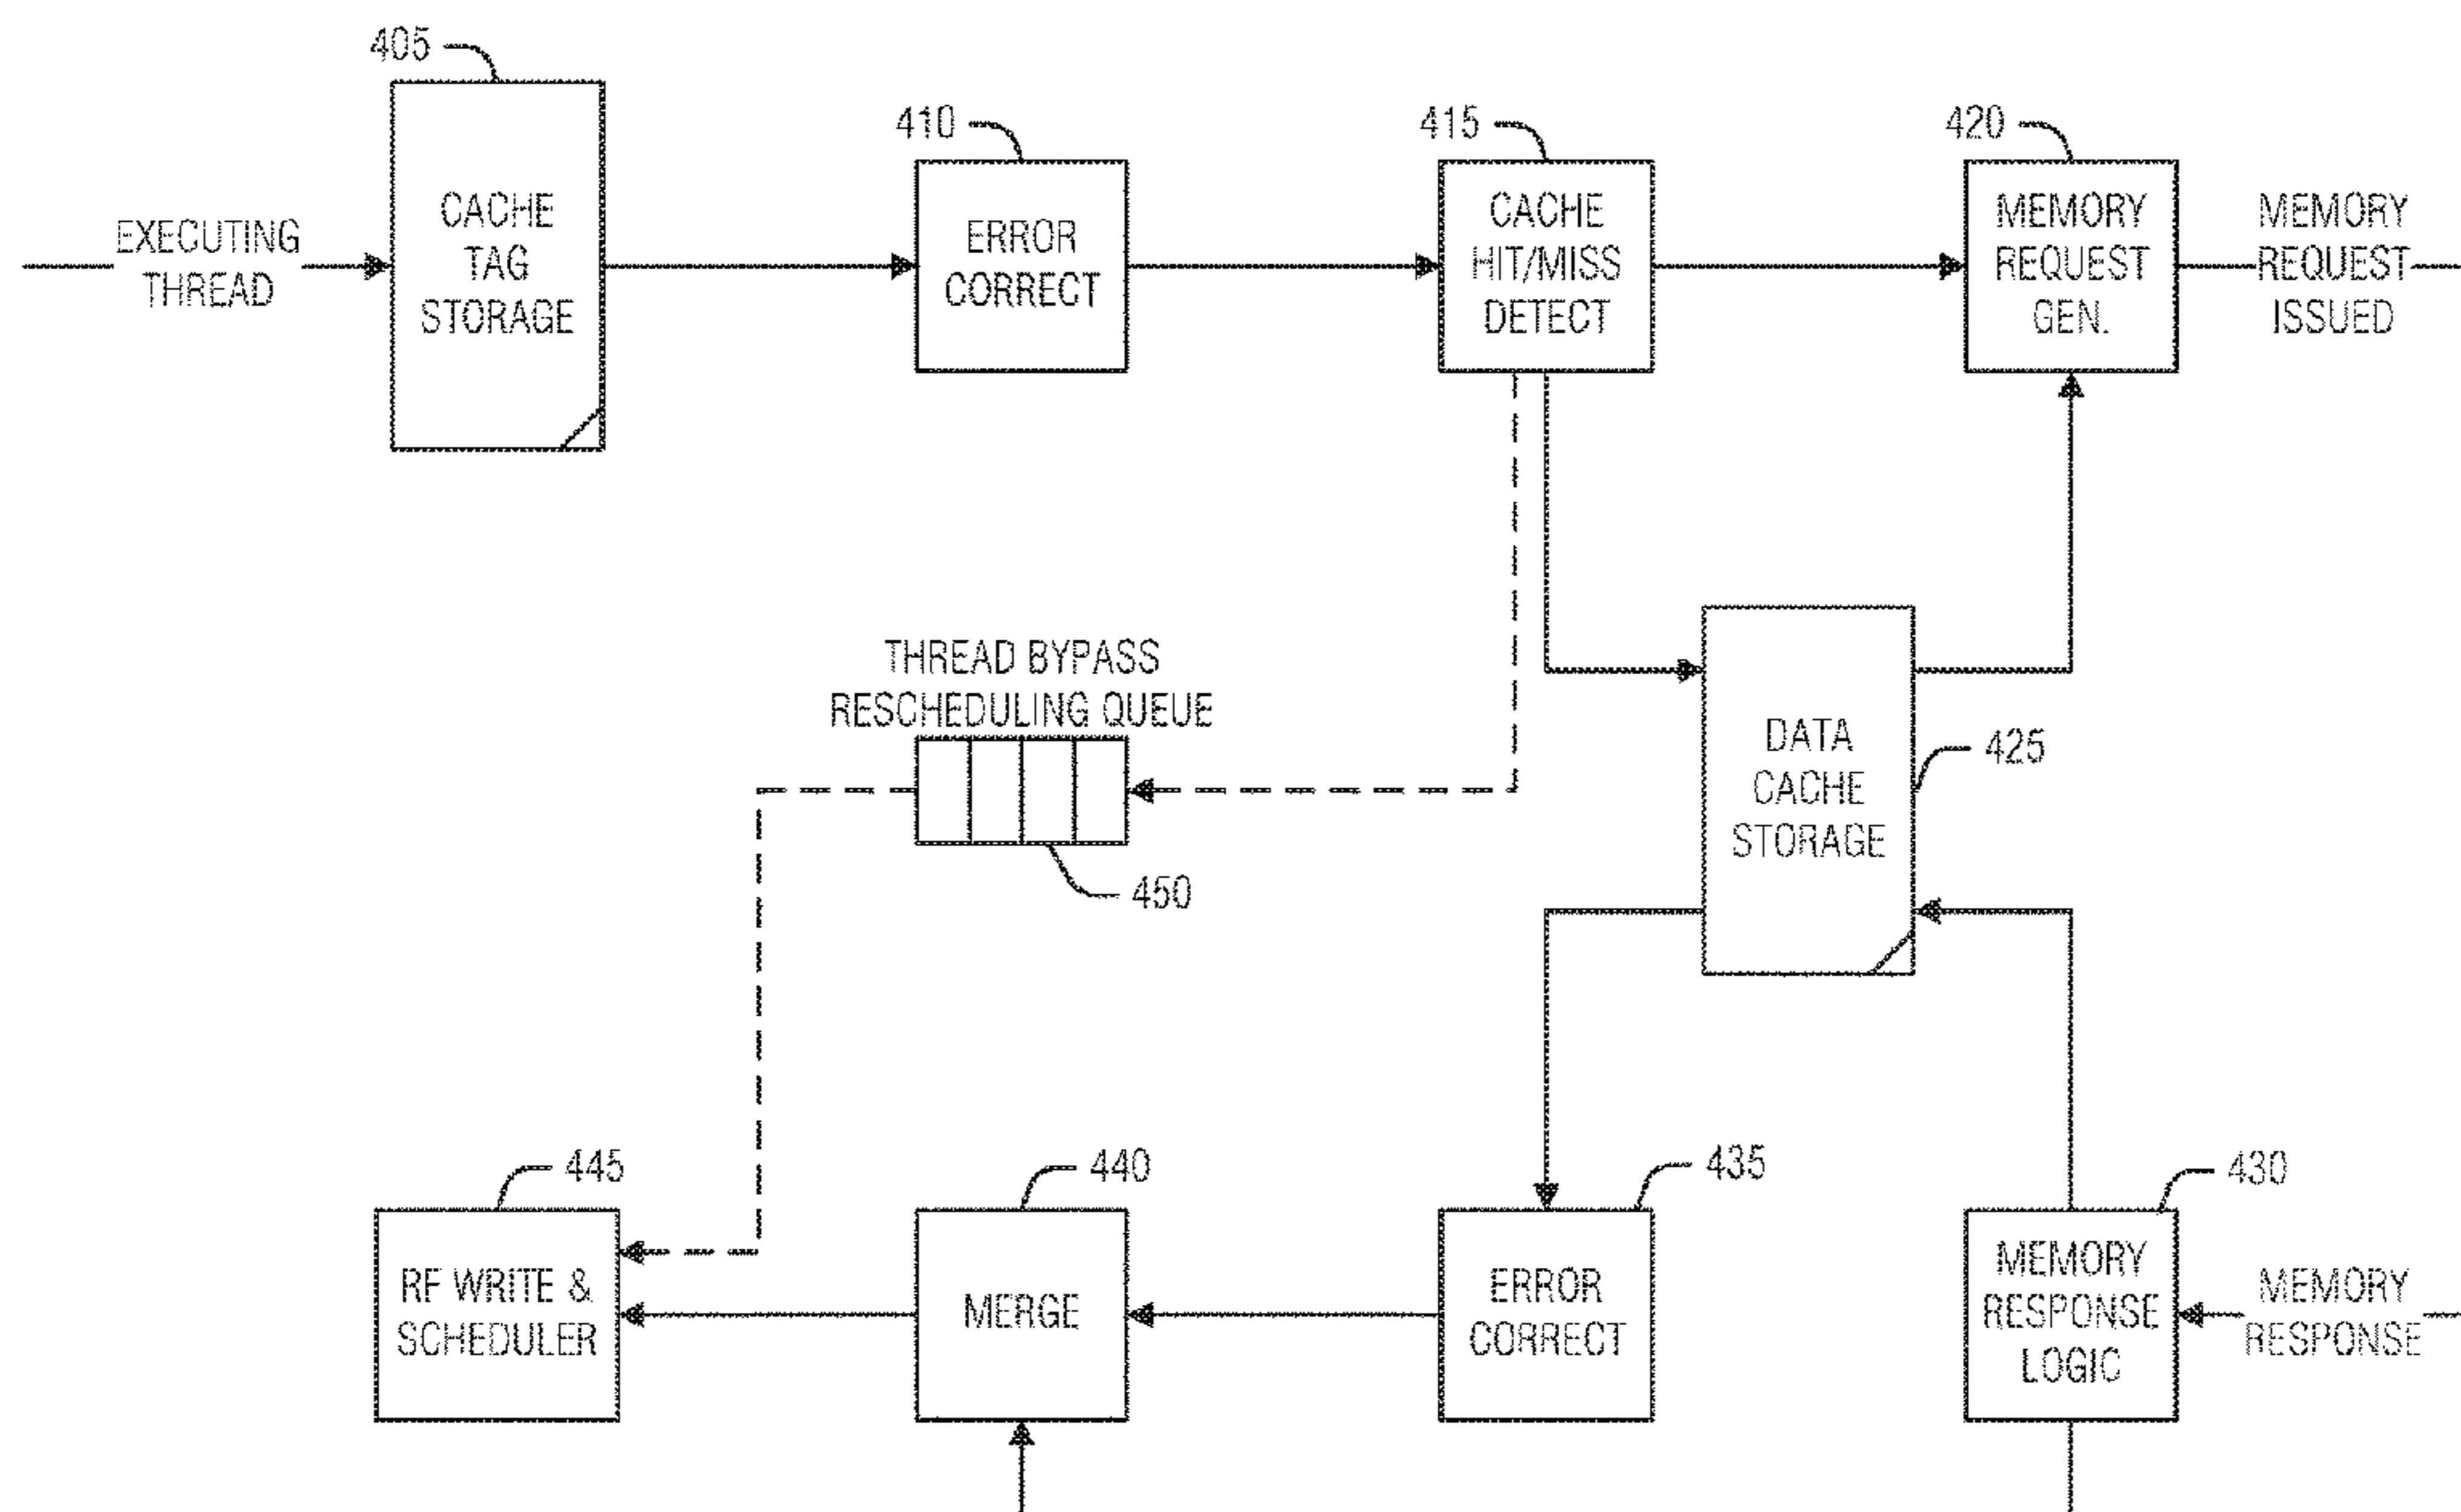 405
410
415
420
EXECUTING
THREAD
CACHE
TAG
STORAGE
ERROR
CORRECT
CACHE
HIT/MISS
DETECT
MEMORY
REQUEST
GEN.
MEMORY
REQUEST
ISSUED
THREAD BYPASS
RESCHEDULING QUEUE
450
DATA
CACHE
STORAGE
425
445
440
435
430
RF WRITE &
SCHEDULER
MERGE
ERROR
CORRECT
MEMORY
RESPONSE
LOGIC
MEMORY
RESPONSE